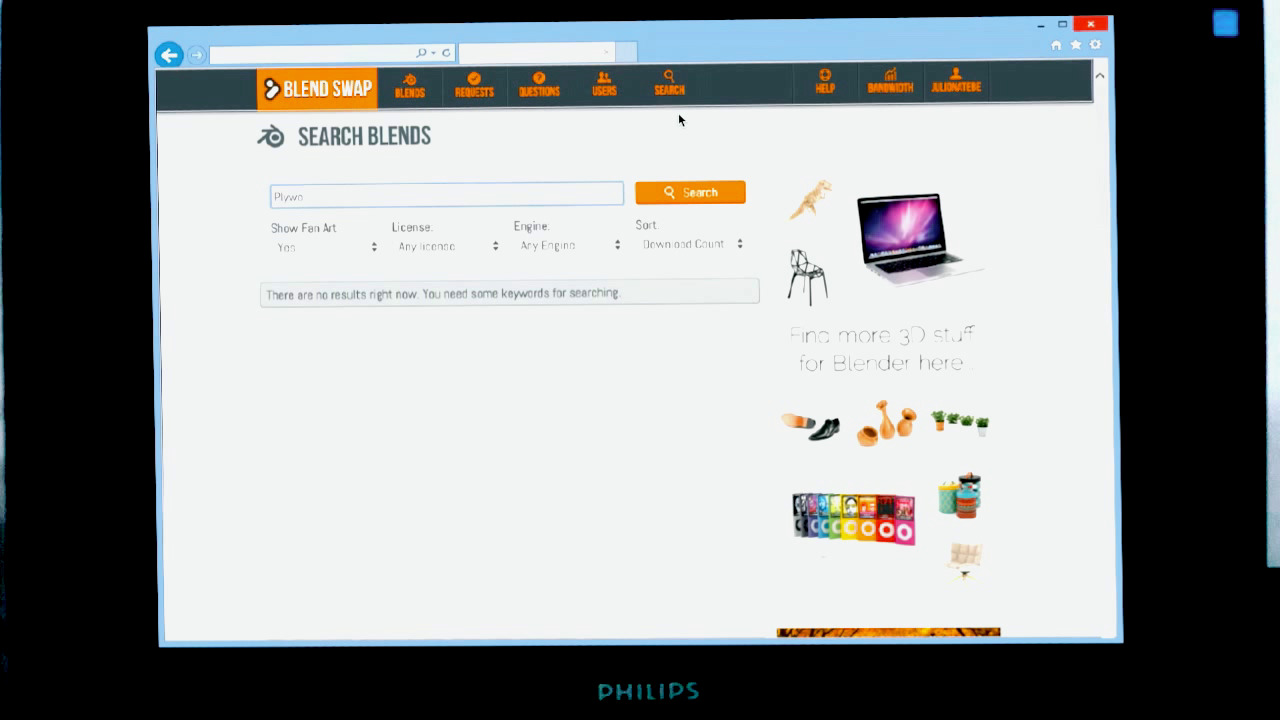 BLEND SWAP
BLENDS
REQUESTS
QUESTIONS
USERS
SEARCH
HELP
BANDWIDTH
JULIONATEBE
SEARCH BLENDS
Plywo
Search
Show Fan Art
License:
Engine:
Sort:
Yes
Any license
Any Engine
Download Count
There are no results right now. You need some keywords for searching.
Find more 3D stuff
for Blender here
PHILIPS